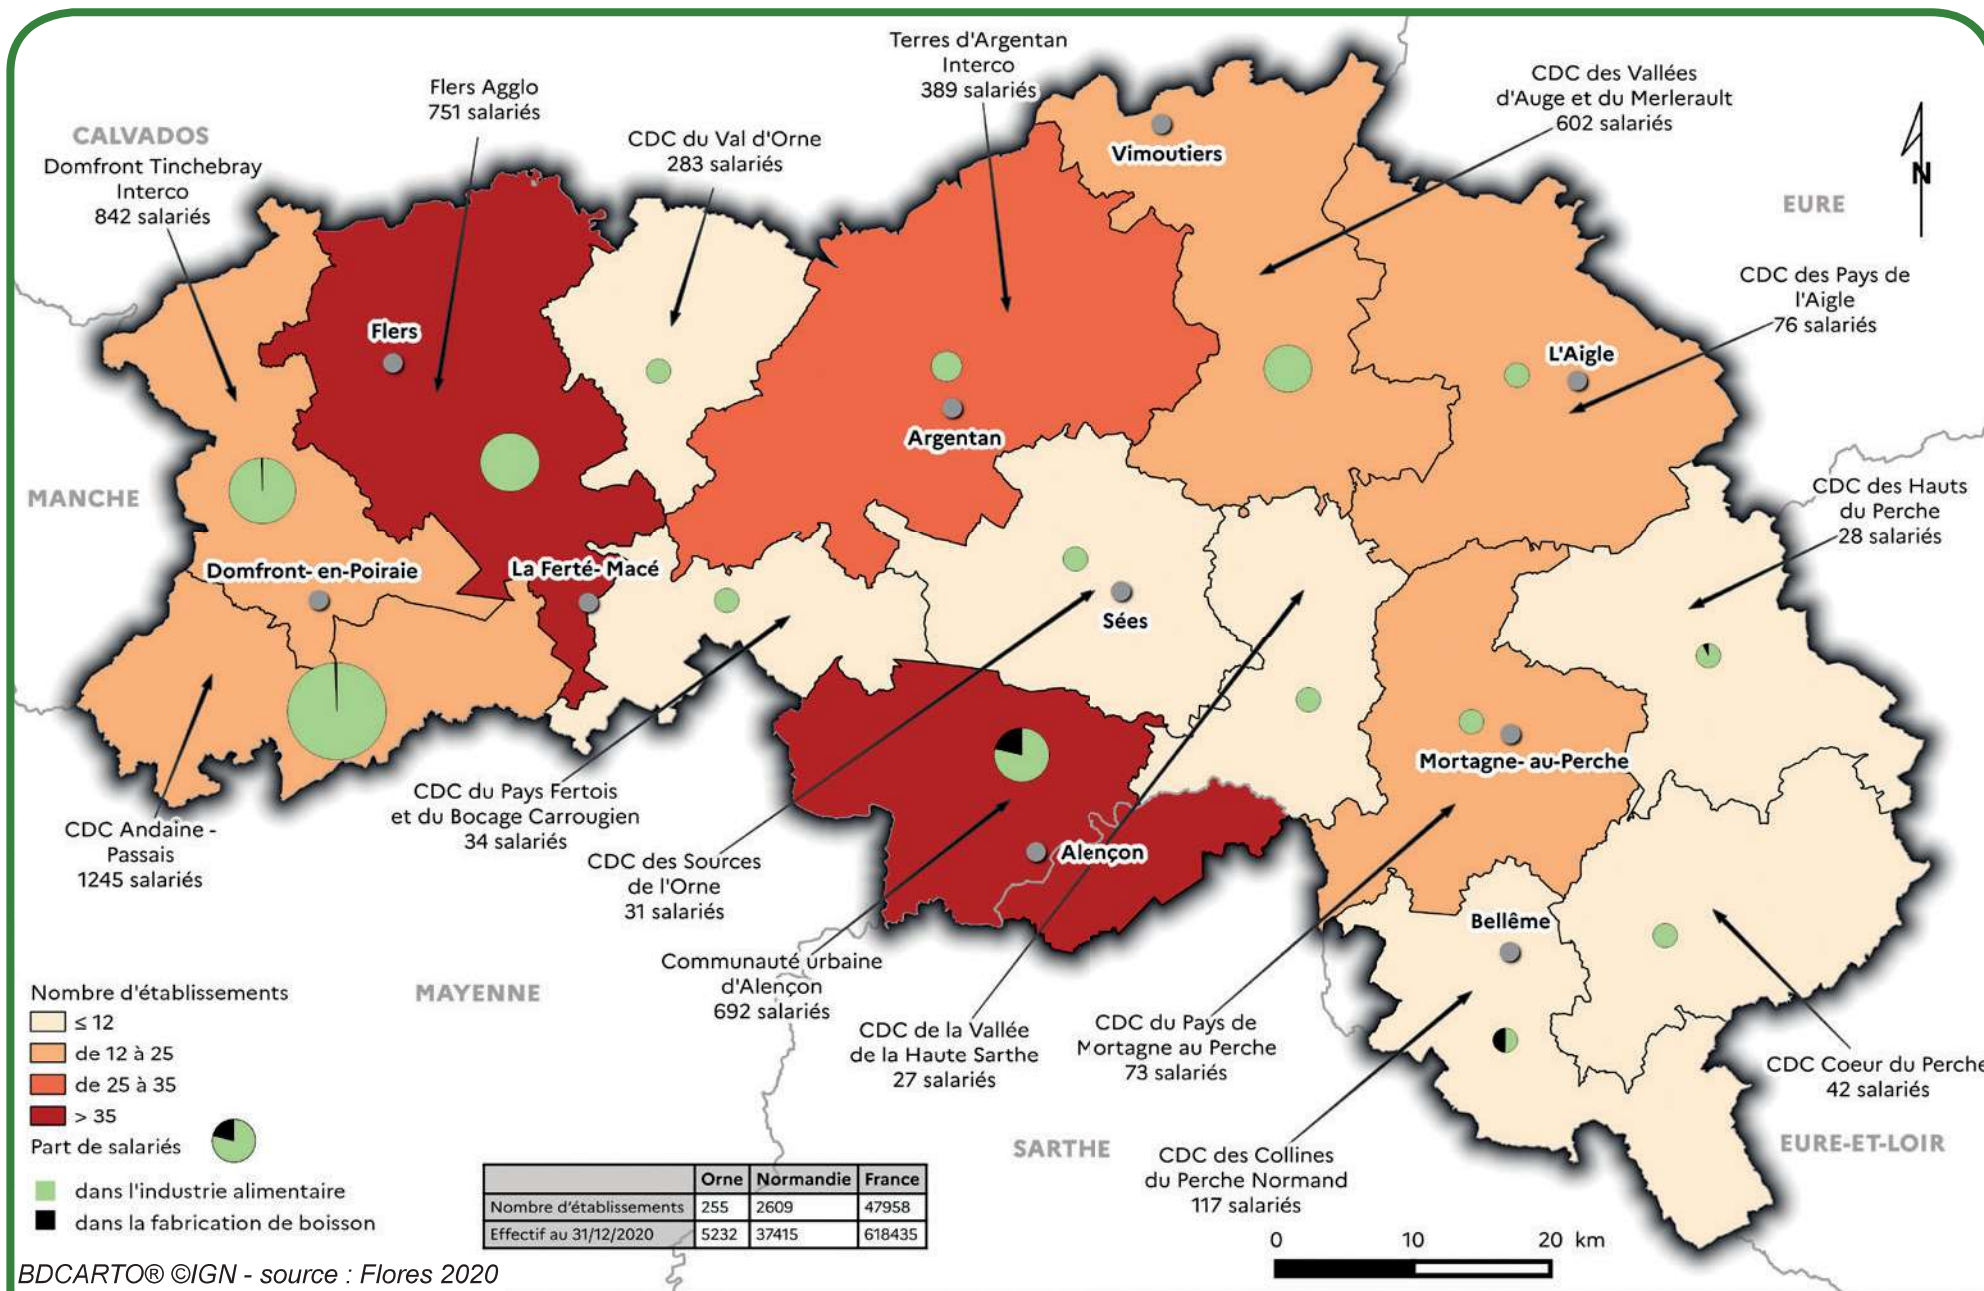 Terres d'Argentan
Interco
389 salariés
CDC des Vallées
d'Auge et du Merlerault
602 salariés
Flers Agglo
751 salariés
CDC du Val d'Orne
283 salariés
CALVADOS
Domfront Tinchebray
Interco
842 salariés
Vimoutiers
N
EURE
CDC des Pays de
l'Aigle
76 salariés
Flers
L'Aigle
Argentan
MANCHE
CDC des Hauts
du Perche
28 salariés
Domfront-en-Poiraie
La Ferté-Macé
Sées
Mortagne-au-Perche
CDC du Pays Fertois
et du Bocage Carrougien
34 salariés
CDC Andaine -
Passais
1245 salariés
CDC des Sources
de l'Orne
31 salariés
Alençon
Bellême
Communauté urbaine
d'Alençon
692 salariés
MAYENNE
CDC de la Vallée
de la Haute Sarthe
27 salariés
CDC du Pays de
Mortagne au Perche
73 salariés
CDC Coeur du Perche
42 salariés
SARTHE
CDC des Collines
du Perche Normand
117 salariés
EURE-ET-LOIR
Nombre d'établissements
≤ 12
de 12 à 25
de 25 à 35
> 35
Part de salariés
dans l'industrie alimentaire
dans la fabrication de boisson
Orne Normandie France
Nombre d'établissements 255 2609 47958
Effectif au 31/12/2020 5232 37415 618435
0 10 20 km
BDCARTO® ©IGN - source : Flores 2020